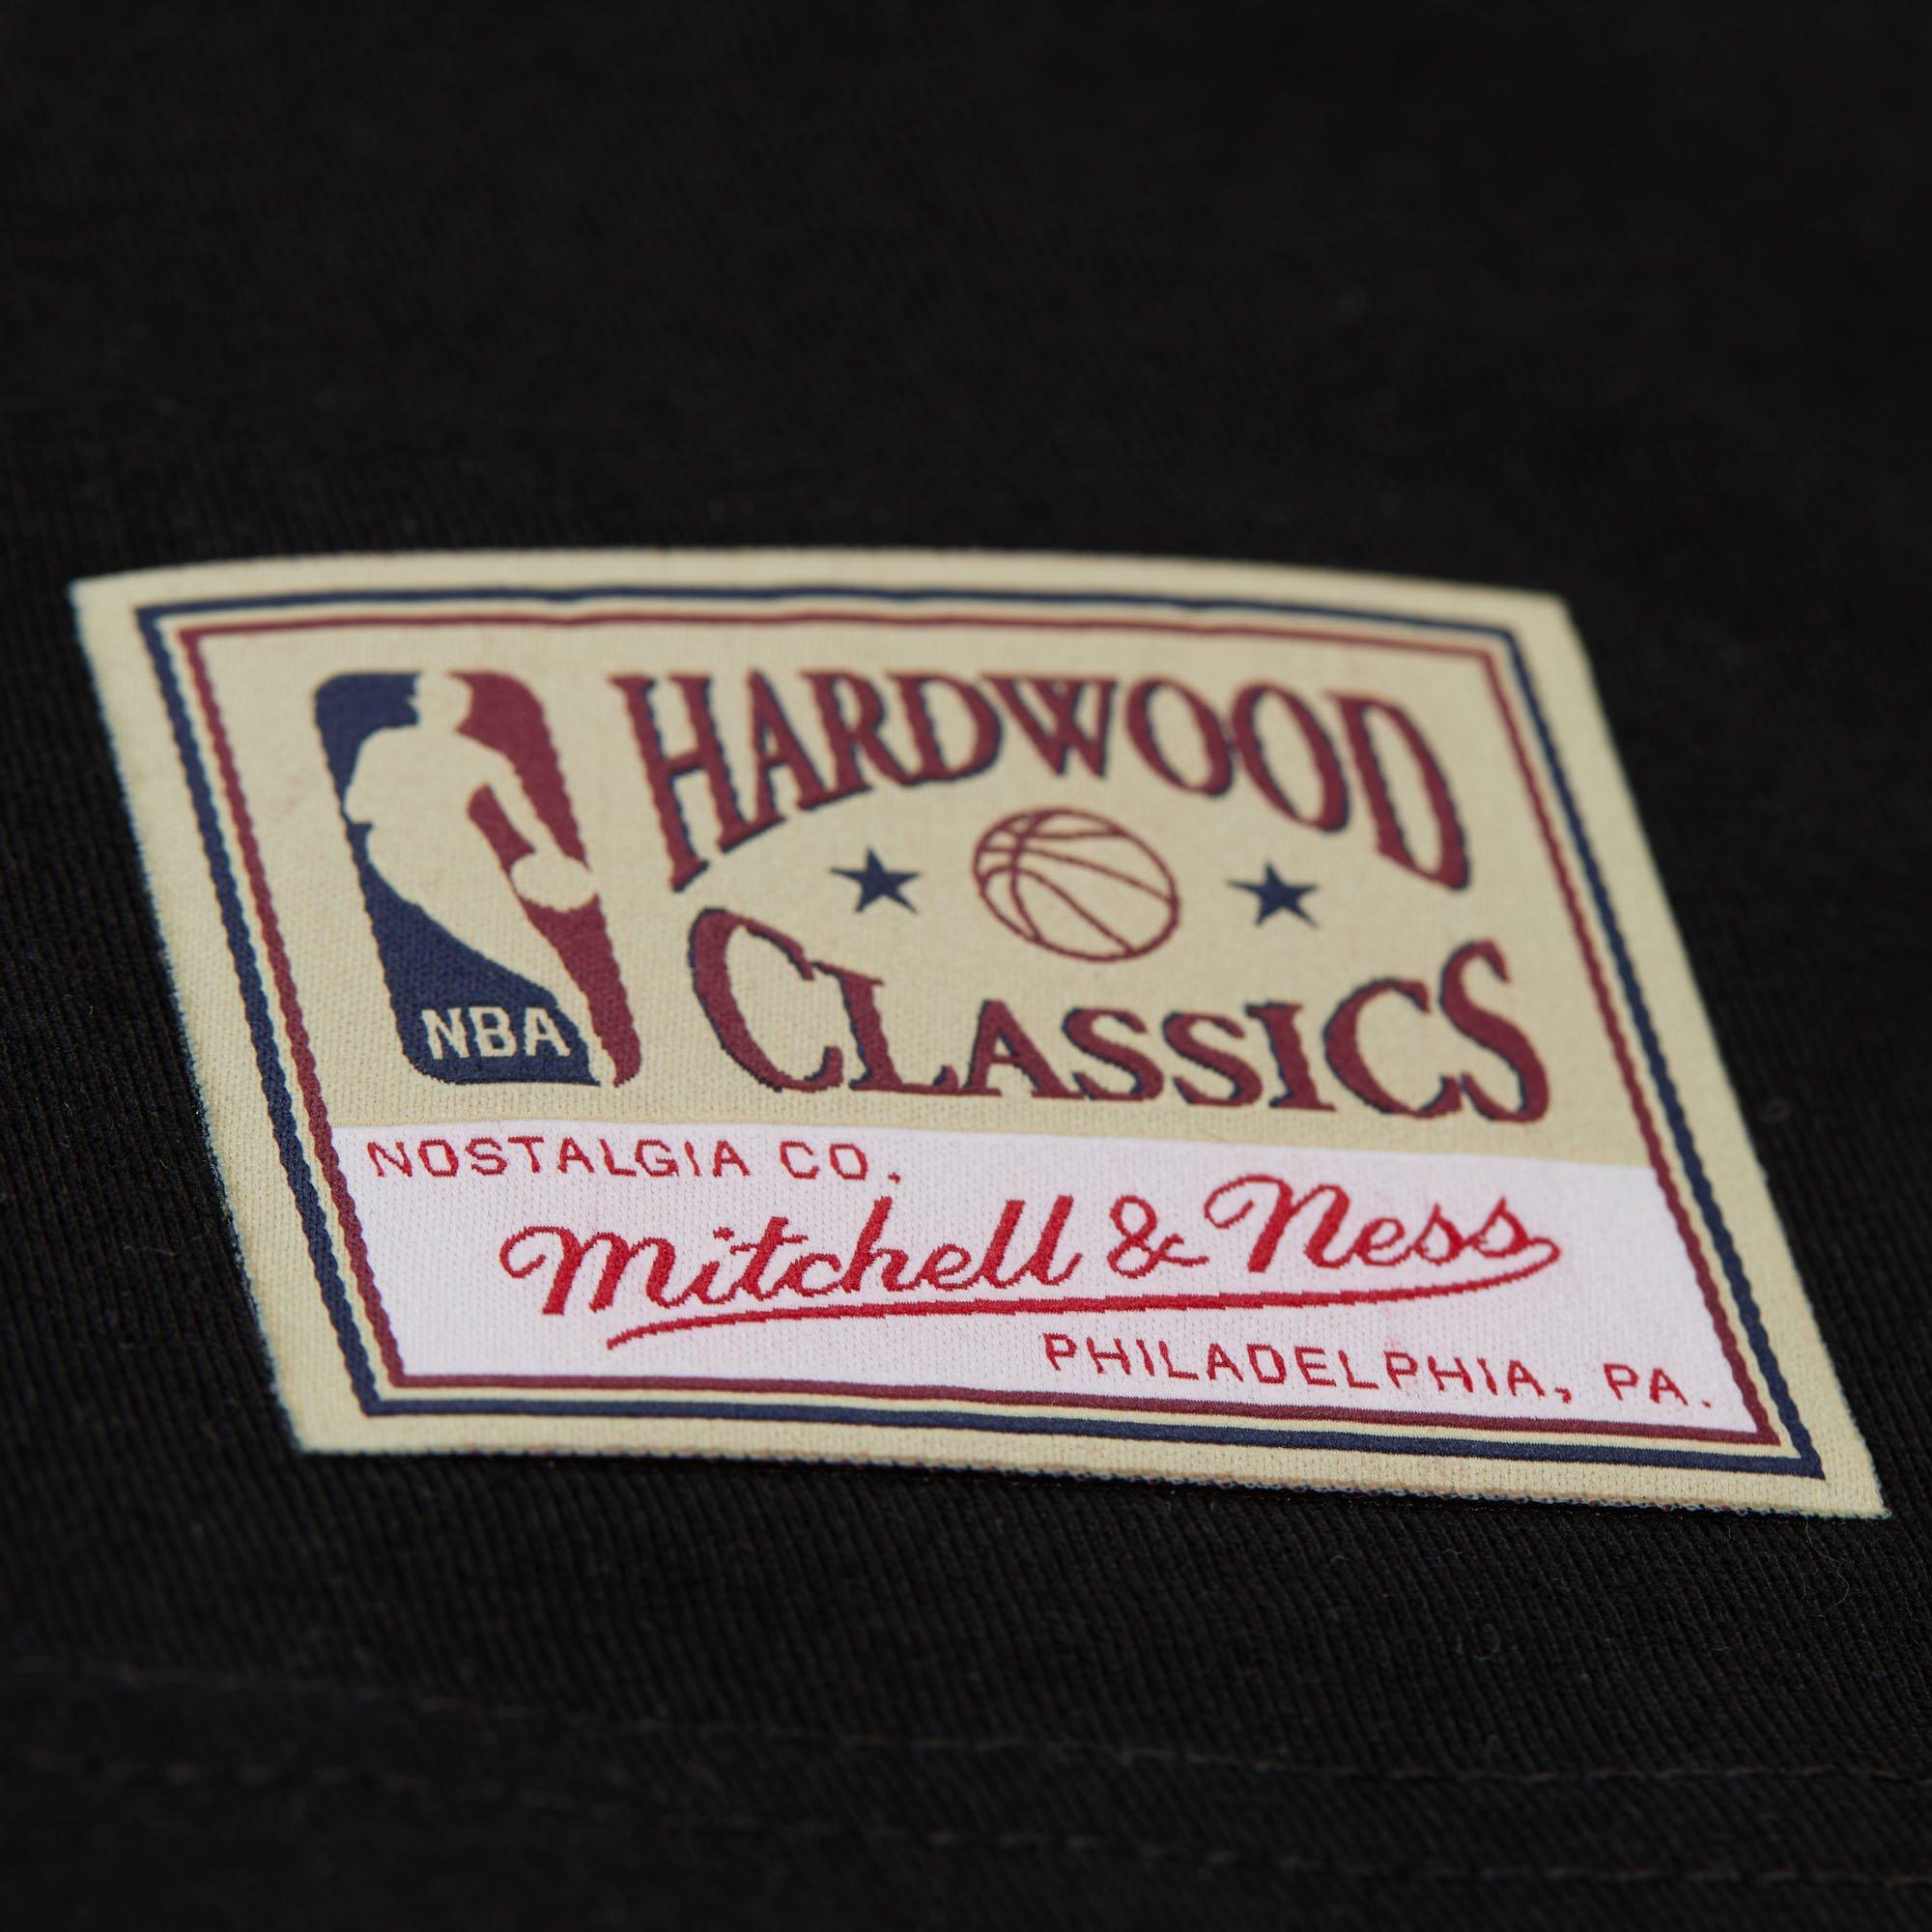 HARDWOOD
CLASSICS
NBA
NOSTALGIA CO.
Mitchell & Ness
PHILADELPHIA, PA.